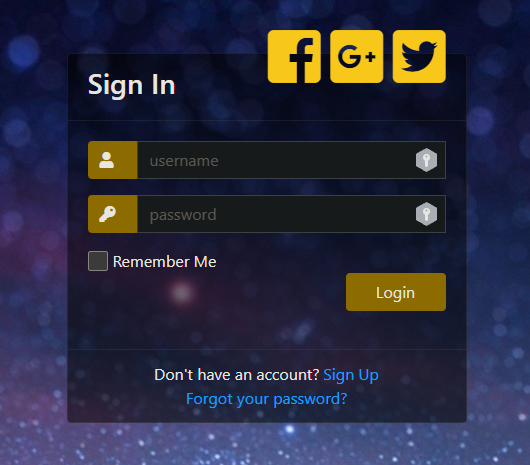 Sign In
username
password
Remember Me
Login
Don't have an account? Sign Up
Forgot your password?